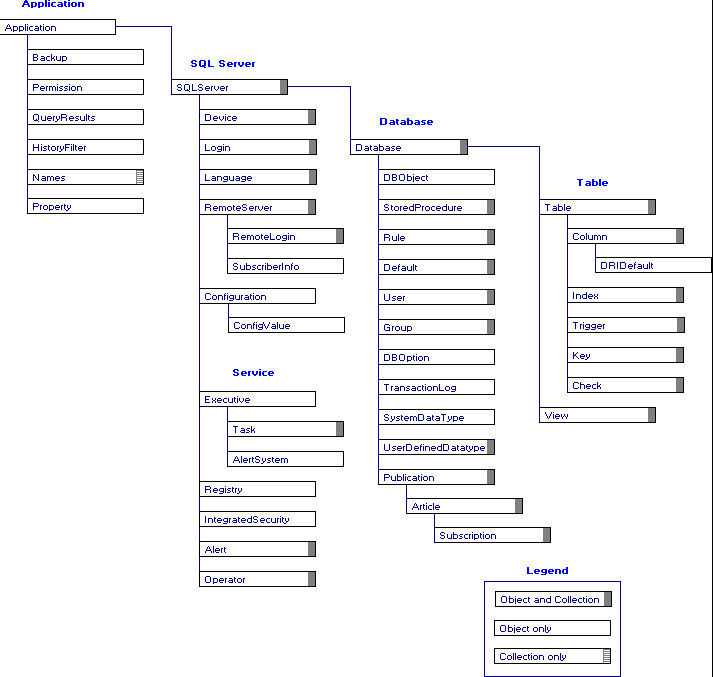 Application
Application
Backup
Permission
QueryResults
HistoryFilter
Names
Property
SQL Server
SQLServer
Device
Login
Language
RemoteServer
RemoteLogin
SubscriberInfo
Configuration
ConfigValue
Service
Executive
Task
AlertSystem
Registry
IntegratedSecurity
Alert
Operator
Database
Database
DBObject
StoredProcedure
Rule
Default
User
Group
DBOption
TransactionLog
SystemDataType
UserDefinedDatatype
Publication
Article
Subscription
Table
Table
Column
DRIDefault
Index
Trigger
Key
Check
View
Legend
Object and Collection
Object only
Collection only